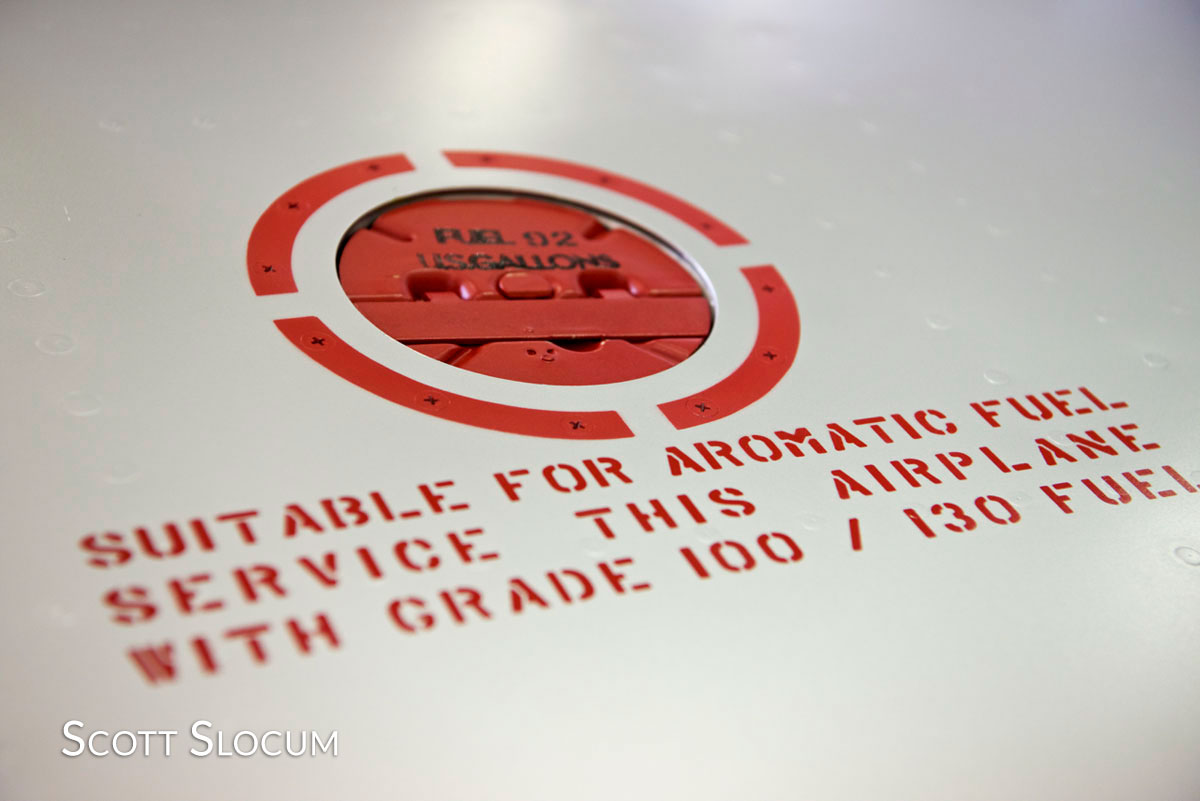 FUEL 92
U.S.GALLONS
SUITABLE FOR AROMATIC FUEL
SERVICE THIS AIRPLANE
WITH GRADE 100 / 130 FUEL
SCOTT SLOCUM